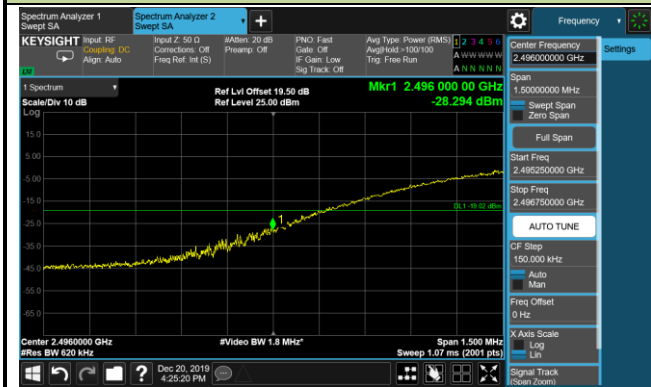 Spectrum Analyzer 1
Swept SA
Spectrum Analyzer 2
Swept SA
+
Frequency
KEYSIGHT
Input: RF
Coupling: DC
Align: Auto
Input Z: 50 Ω
Corrections: Off
Freq Ref: Int (S)
#Atten: 20 dB
Preamp: Off
PNO: Fast
Gate: Off
IF Gain: Low
Sig Track: Off
Avg Type: Power (RMS)
Avg|Hold:>100/100
Trig: Free Run
1 2 3 4 5 6
A W W W W W
A N N N N N
1 Spectrum
Scale/Div 10 dB
Log
Ref Lvl Offset 19.50 dB
Ref Level 25.00 dBm
Mkr1 2.496 000 00 GHz
-28.294 dBm
15.0
5.00
-5.00
-15.0
-25.0
-35.0
-45.0
-55.0
-65.0
1
DL1 -19.02 dBm
Center 2.4960000 GHz
#Res BW 620 kHz
#Video BW 1.8 MHz*
Span 1.500 MHz
Sweep 1.07 ms (2001 pts)
Dec 20, 2019
4:25:20 PM
Center Frequency
2.496000000 GHz
Settings
Span
1.50000000 MHz
Swept Span
Zero Span
Full Span
Start Freq
2.495250000 GHz
Stop Freq
2.496750000 GHz
AUTO TUNE
CF Step
150.000 kHz
Auto
Man
Freq Offset
0 Hz
X Axis Scale
Log
Lin
Signal Track
(Span Zoom)